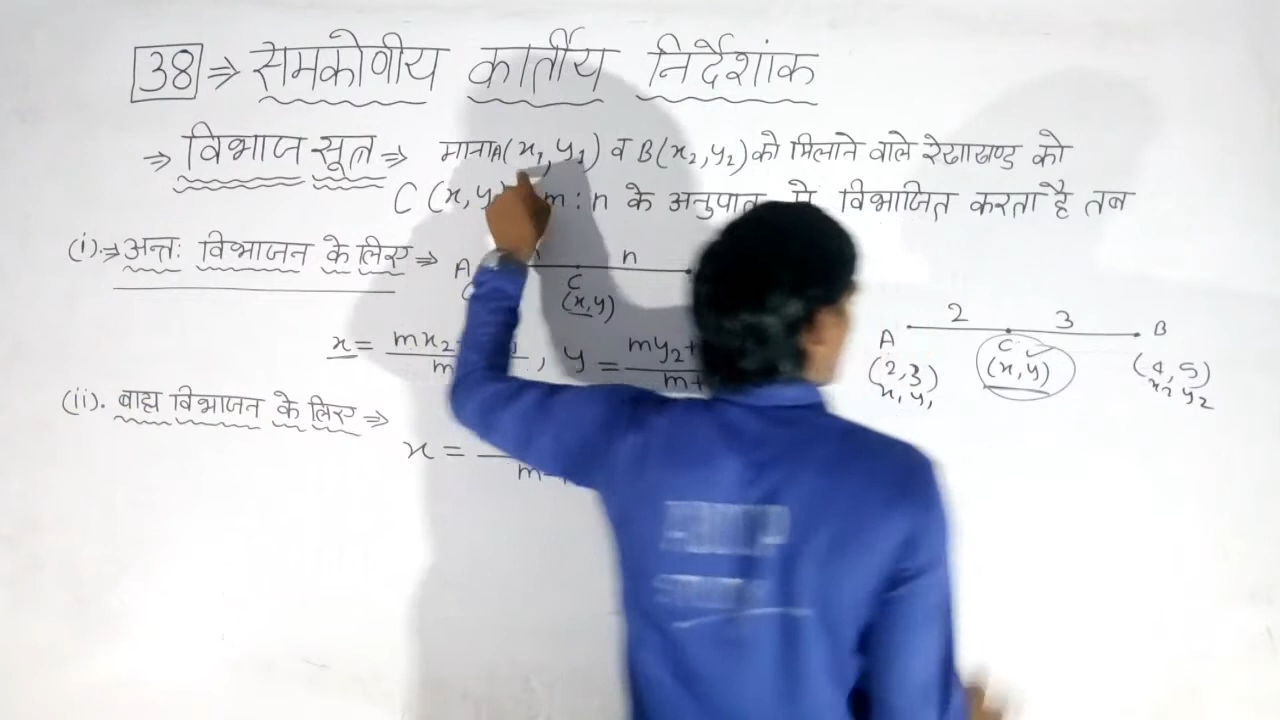 38 ⇒ समकोणीय कार्तीय निर्देशांक
⇒ विभाज सूत्र ⇒ माना A(x1, y1) व B(x2, y2) को मिलाने वाले रेखाखण्ड को
C (x, y) m : n के अनुपात में विभाजित करता है तब
(i). ⇒ अन्तः विभाजन के लिए ⇒ A n
C
(x, y)
x = mx2 , y = my2+
m m+
A 2 C 3 B
(2,3) (x, y) (4, 5)
x1 y1 x2 y2
(ii). बाह्य विभाजन के लिए ⇒
x =
m